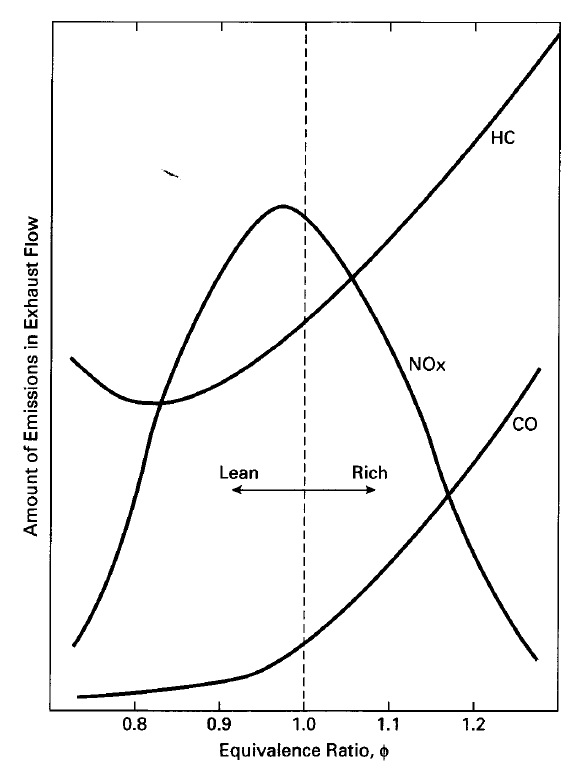 HC
NOx
CO
Lean
Rich
Amount of Emissions in Exhaust Flow
0.8
0.9
1.0
1.1
1.2
Equivalence Ratio, ϕ